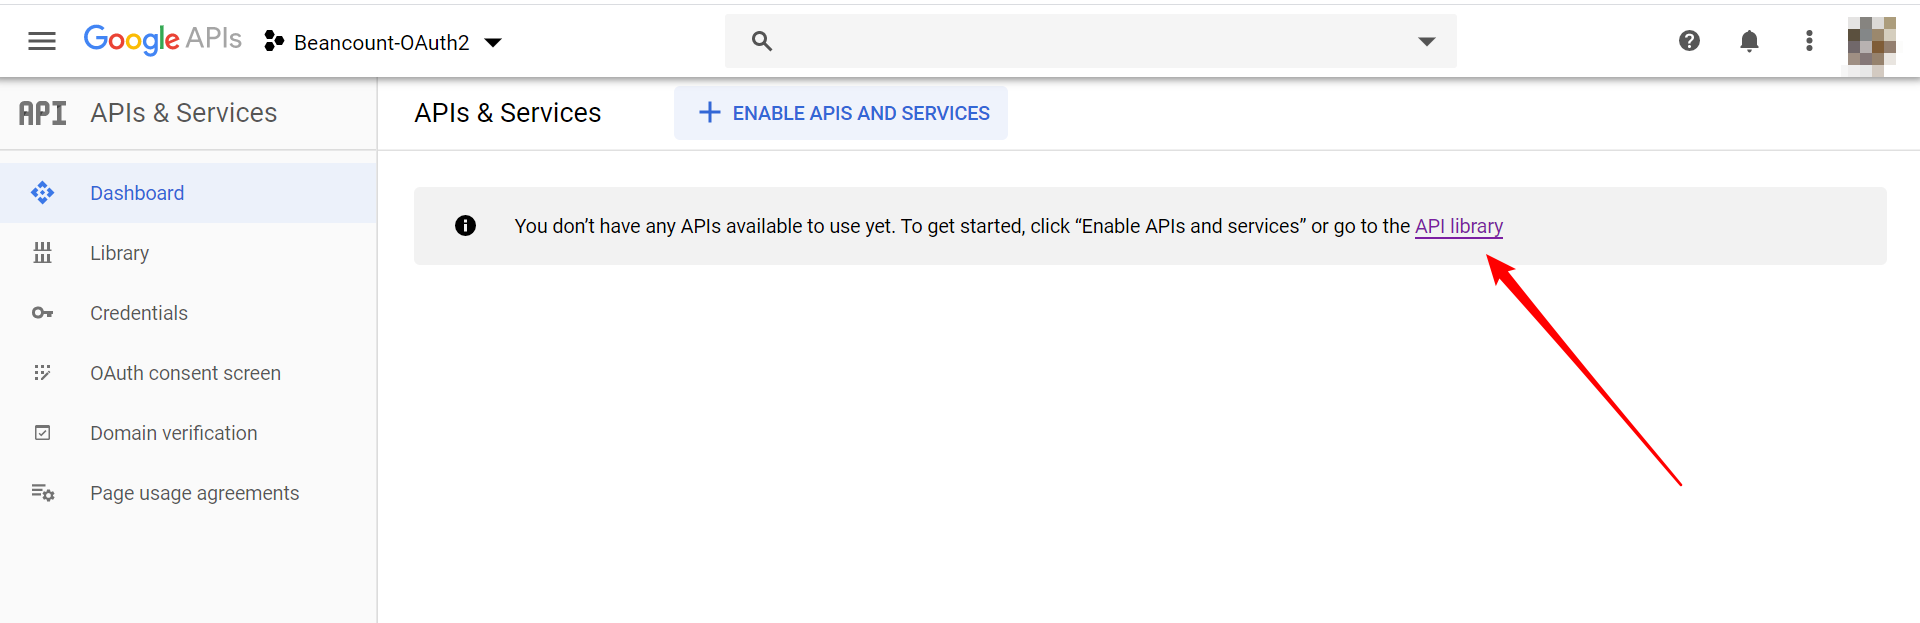 Google APIs
Beancount-OAuth2
API APIs & Services
Dashboard
Library
Credentials
OAuth consent screen
Domain verification
Page usage agreements
APIs & Services
ENABLE APIS AND SERVICES
You don’t have any APIs available to use yet. To get started, click “Enable APIs and services” or go to the API library